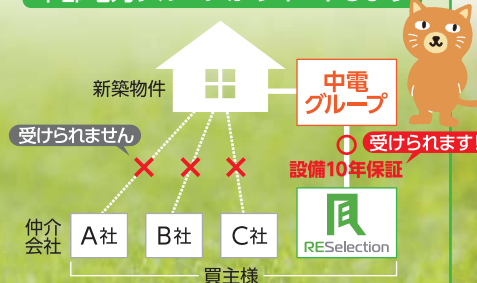 新築物件
中電
グループ
受けられません
受けられます!
設備10年保証
仲介
会社
A社
B社
C社
RESelection
買主様